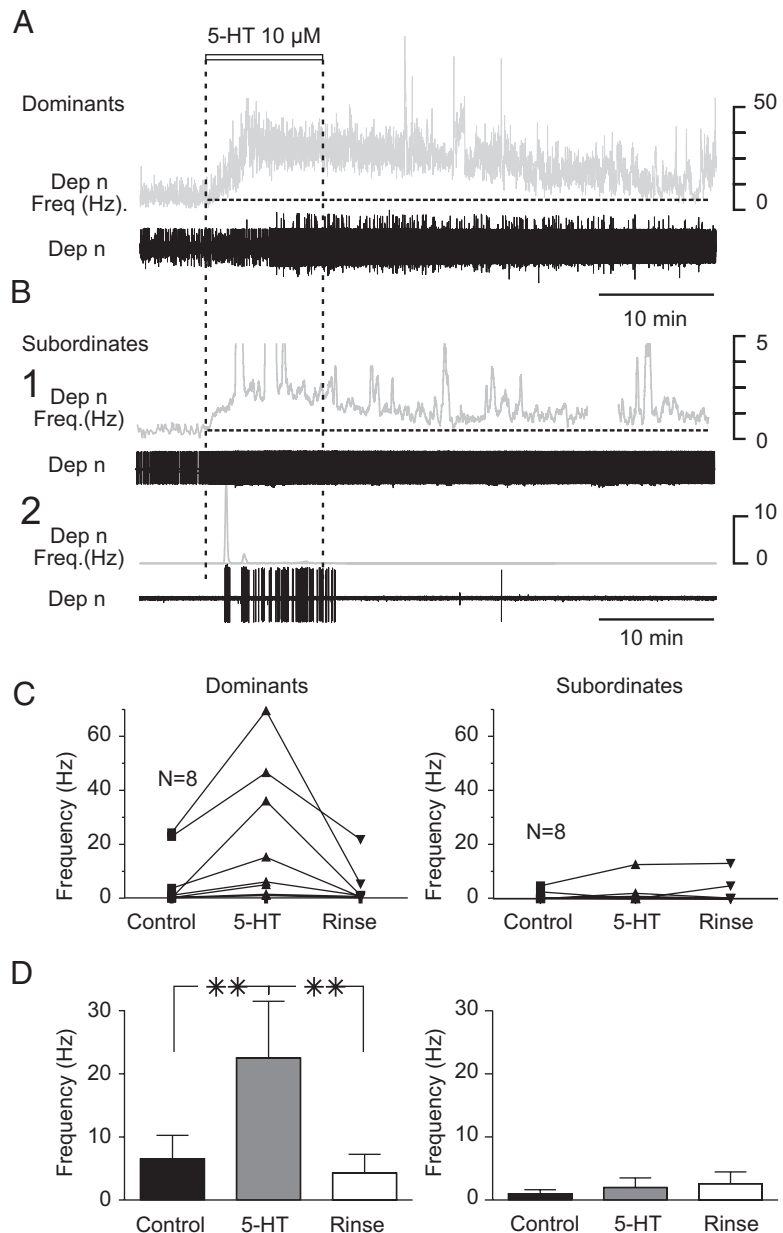 A
5-HT 10 µM
Dominants
50
Dep n
Freq (Hz).
0
Dep n
10 min
B
Subordinates
5
1
Dep n
Freq.(Hz)
0
Dep n
2
Dep n
Freq.(Hz)
10
0
Dep n
10 min
C
Dominants
Subordinates
Frequency (Hz)
60
40
20
0
N=8
Control 5-HT Rinse
Frequency (Hz)
60
40
20
0
N=8
Control 5-HT Rinse
D
Frequency (Hz)
30
20
10
0
** **
Control 5-HT Rinse
Frequency (Hz)
30
20
10
0
Control 5-HT Rinse